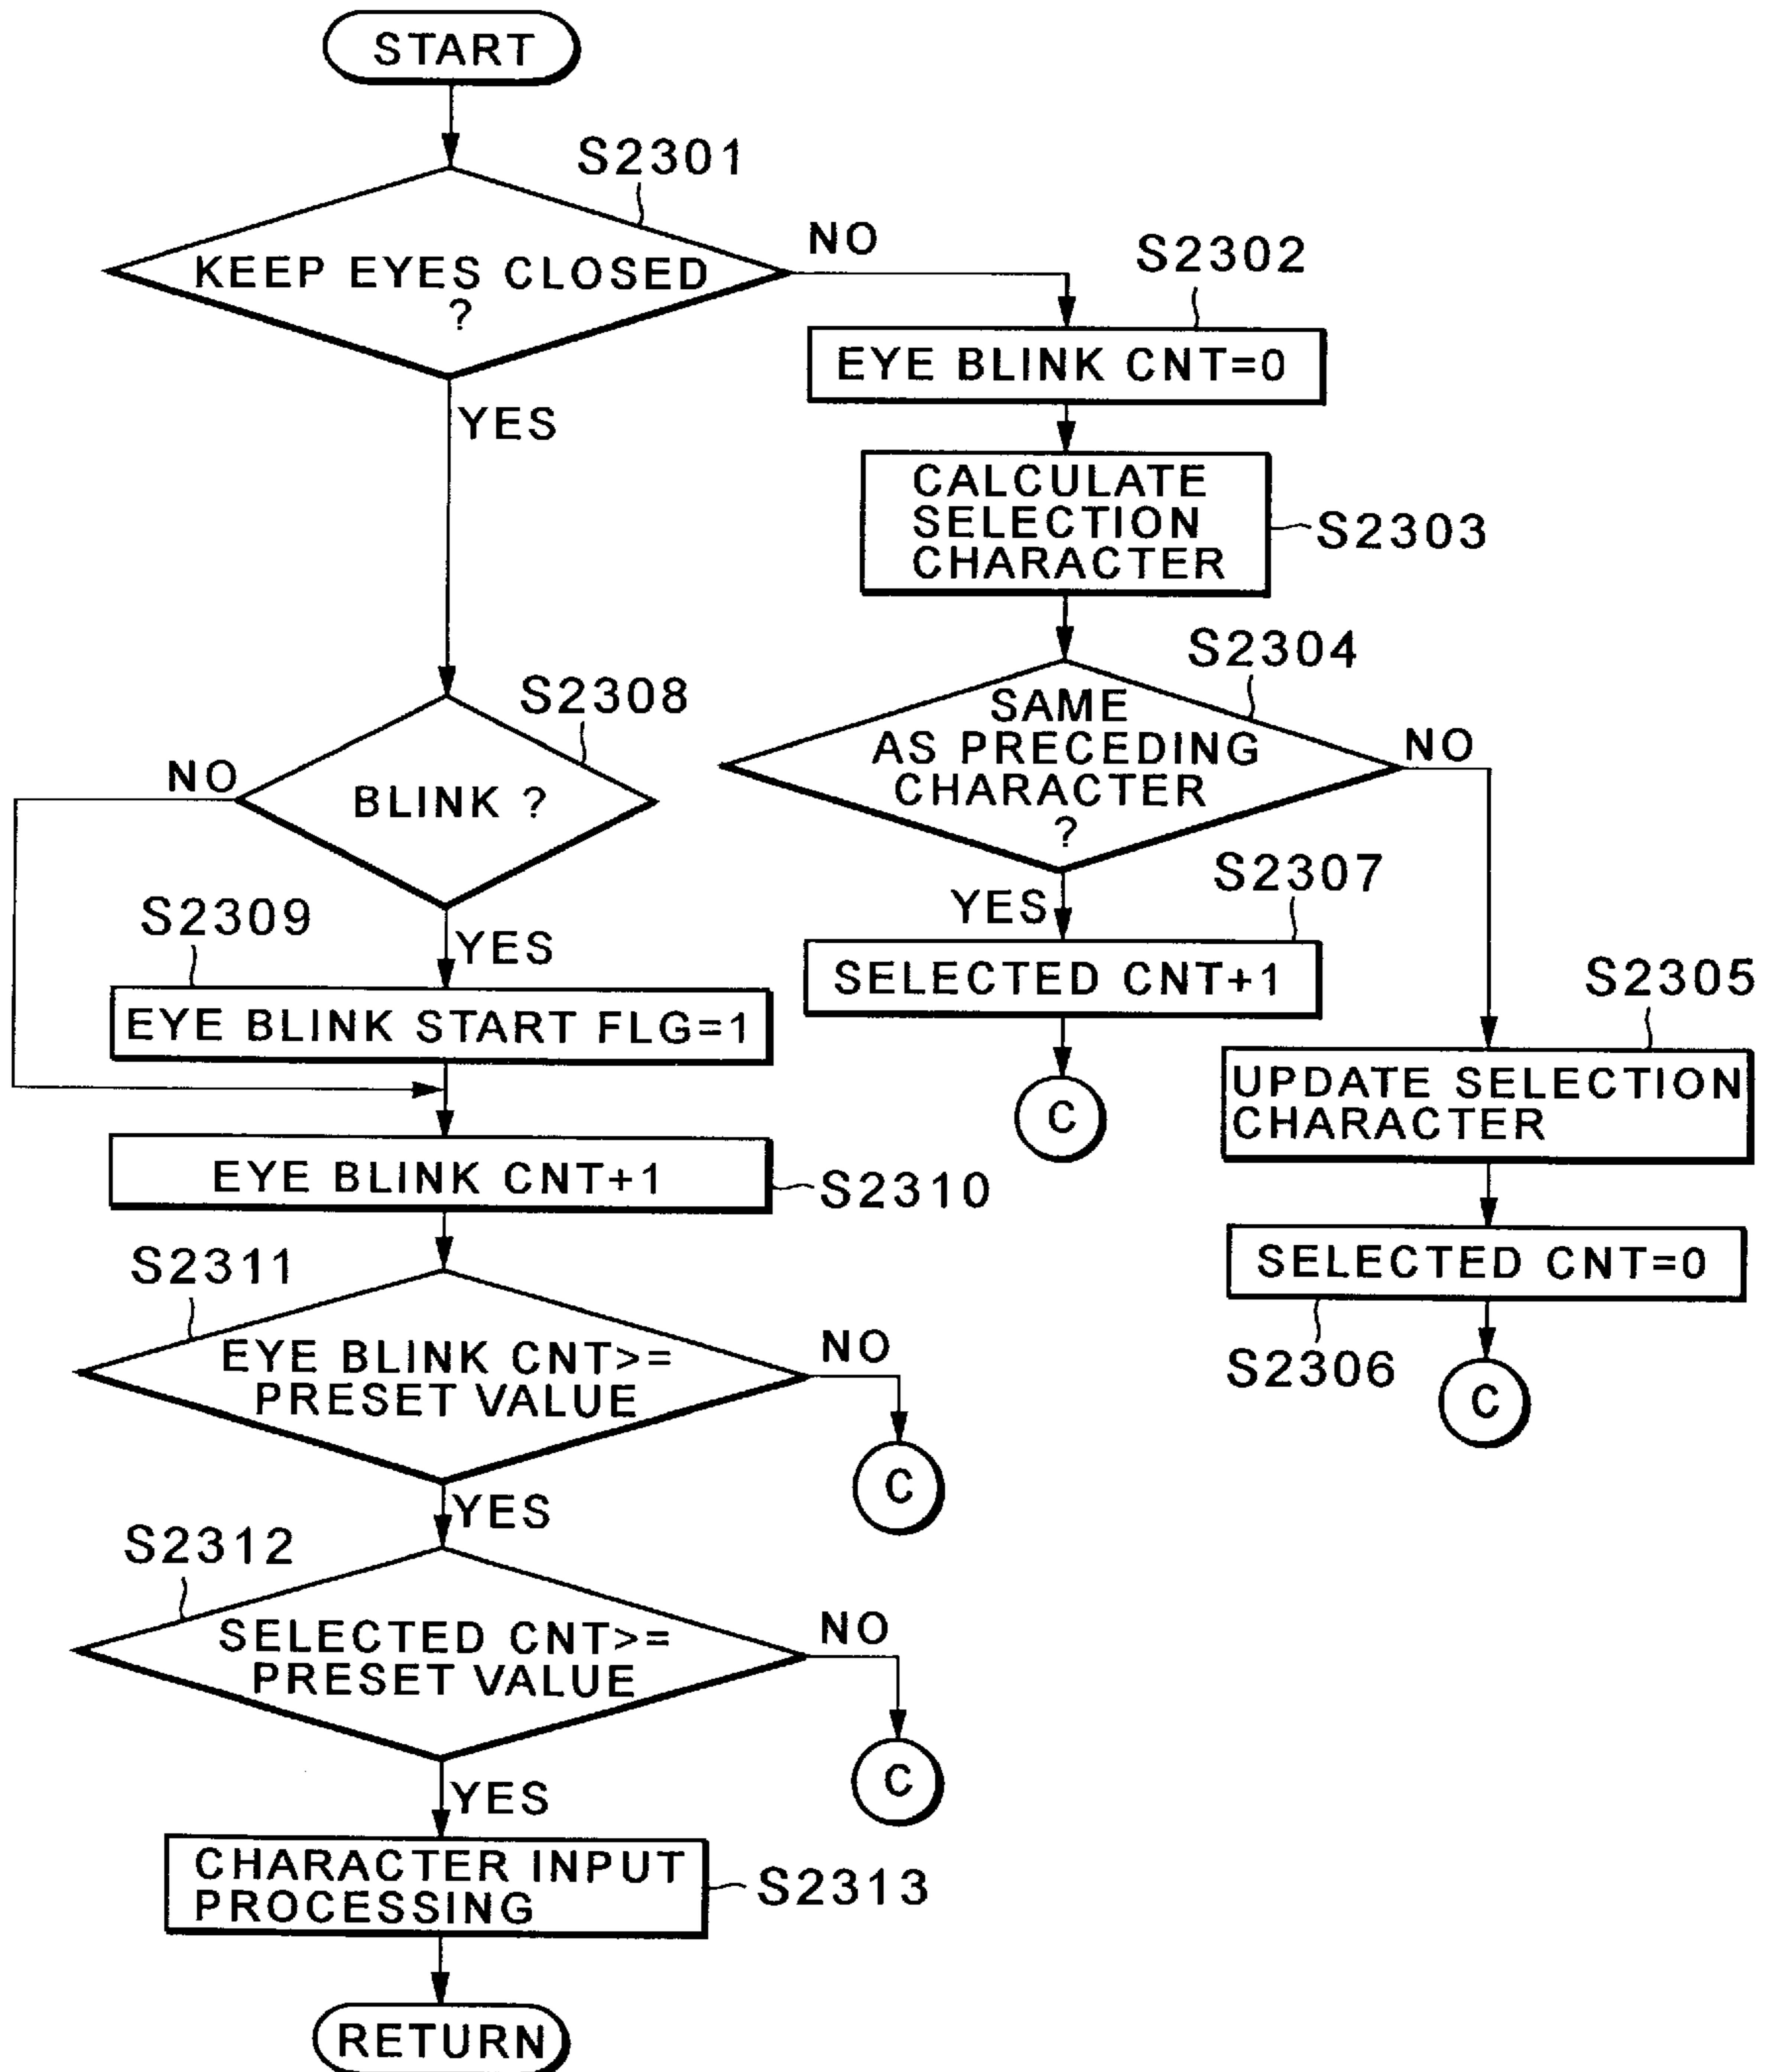 START
S2301
KEEP EYES CLOSED
?
NO
YES
S2302
EYE BLINK CNT=0
CALCULATE
SELECTION
CHARACTER
S2303
S2304
SAME
AS PRECEDING
CHARACTER
?
NO
YES
S2307
SELECTED CNT+1
C
S2305
UPDATE SELECTION
CHARACTER
SELECTED CNT=0
S2306
C
S2308
BLINK ?
NO
YES
S2309
EYE BLINK START FLG=1
EYE BLINK CNT+1
S2310
S2311
EYE BLINK CNT>=
PRESET VALUE
NO
C
YES
S2312
SELECTED CNT>=
PRESET VALUE
NO
C
YES
CHARACTER INPUT
PROCESSING
S2313
RETURN